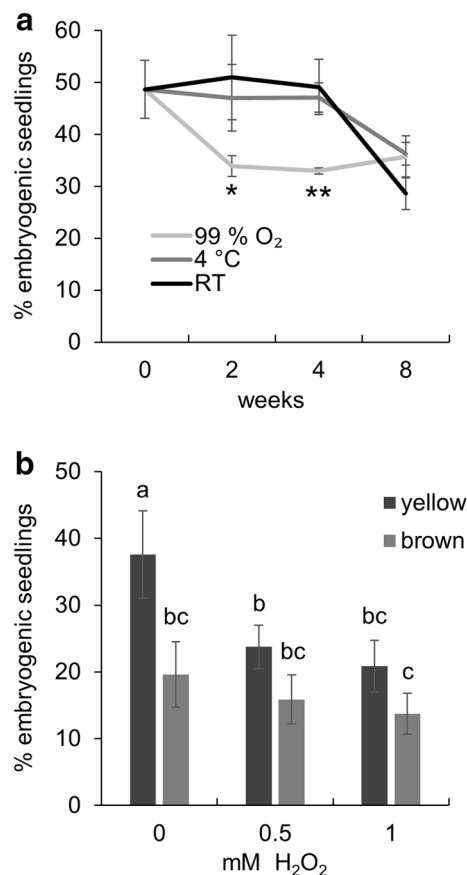 a
% embryogenic seedlings
60
50
40
30
20
10
0
* **
99 % O₂
4 °C
RT
0 2 4 8
weeks
b
% embryogenic seedlings
50
40
30
20
10
0
yellow
brown
a
bc
b
bc
bc
c
0 0.5 1
mM H₂O₂